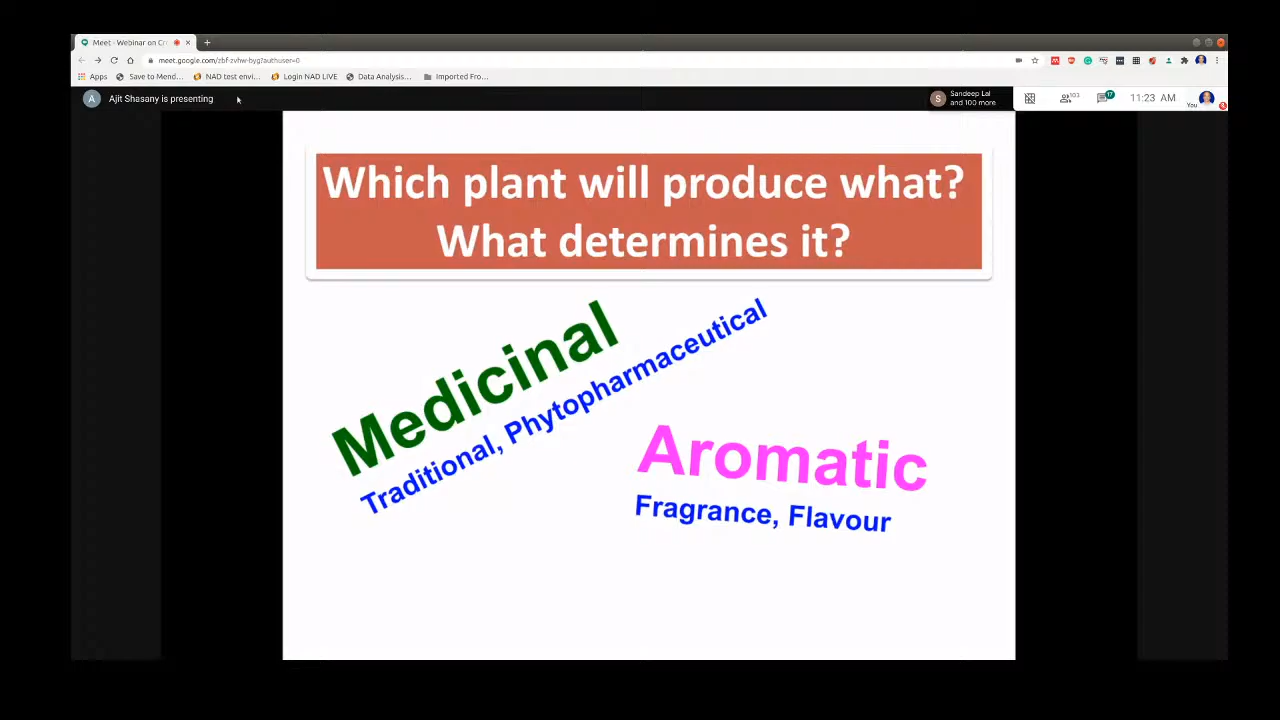 Meet - Webinar on Cr
meet.google.com/zbf-zvhw-byg?authuser=0
Apps
Save to Mend...
NAD test envi...
Login NAD LIVE
Data Analysis...
Imported Fro...
A
Ajit Shasany is presenting
S
Sandeep Lal
and 100 more
103
17
11:23 AM
You
Which plant will produce what?
What determines it?
Medicinal
Traditional, Phytopharmaceutical
Aromatic
Fragrance, Flavour